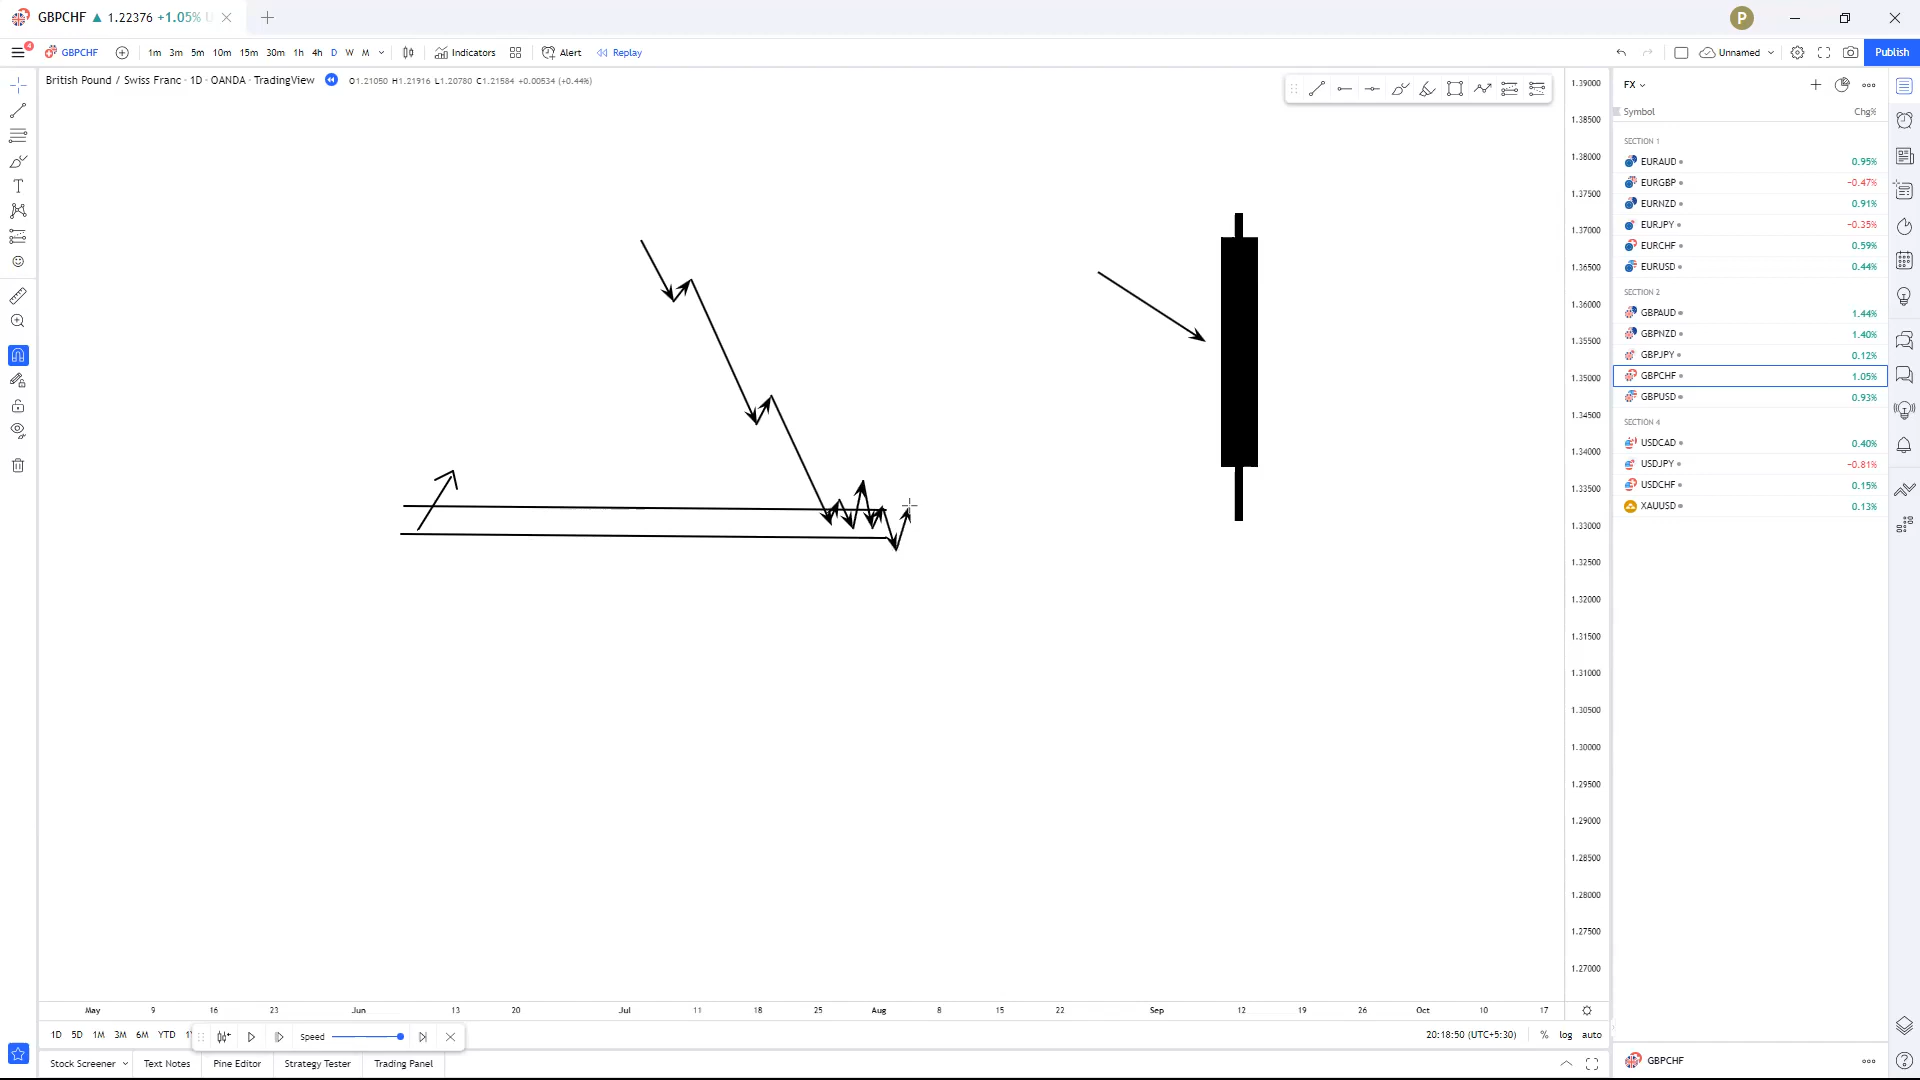 GBPCHF ▲ 1.22376 +1.05% U
P
4
GBPCHF 1m 3m 5m 10m 15m 30m 1h 4h D W M Indicators Alert Replay Unnamed Publish
British Pound / Swiss Franc · 1D · OANDA · TradingView O1.21050 H1.21916 L1.20780 C1.21584 +0.00534 (+0.44%)
1.39000
1.38500
1.38000
1.37500
1.37000
1.36500
1.36000
1.35500
1.35000
1.34500
1.34000
1.33500
1.33000
1.32500
1.32000
1.31500
1.31000
1.30500
1.30000
1.29500
1.29000
1.28500
1.28000
1.27500
1.27000
FX
Symbol Chg%
SECTION 1
EURAUD 0.95%
EURGBP −0.47%
EURNZD 0.91%
EURJPY −0.35%
EURCHF 0.59%
EURUSD 0.44%
SECTION 2
GBPAUD 1.44%
GBPNZD 1.40%
GBPJPY 0.12%
GBPCHF 1.05%
GBPUSD 0.93%
SECTION 4
USDCAD 0.40%
USDJPY −0.81%
USDCHF 0.15%
XAUUSD 0.13%
May 9 16 23 Jun 13 20 Jul 11 18 25 Aug 8 15 22 Sep 12 19 26 Oct 10 17
1D 5D 1M 3M 6M YTD 1 Speed 20:18:50 (UTC+5:30) % log auto
Stock Screener Text Notes Pine Editor Strategy Tester Trading Panel
GBPCHF